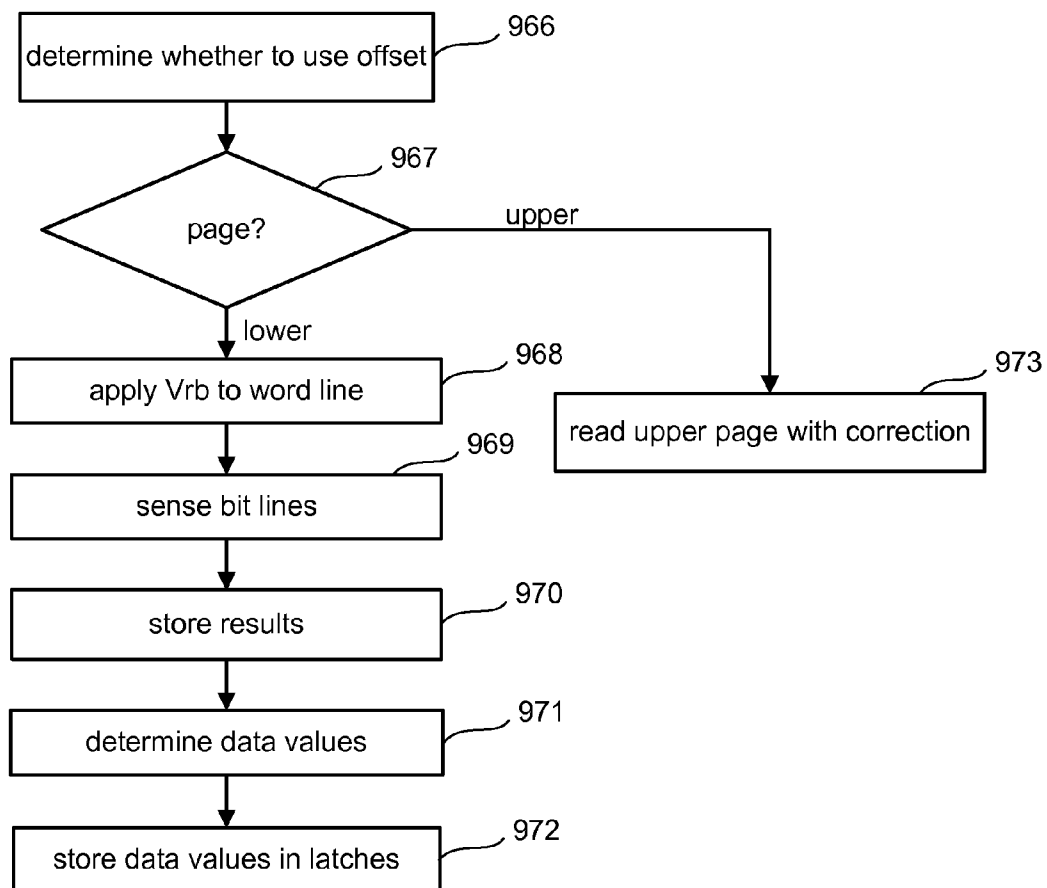 966
determine whether to use offset
967
page?
upper
lower
968
apply Vrb to word line
973
read upper page with correction
969
sense bit lines
970
store results
971
determine data values
972
store data values in latches